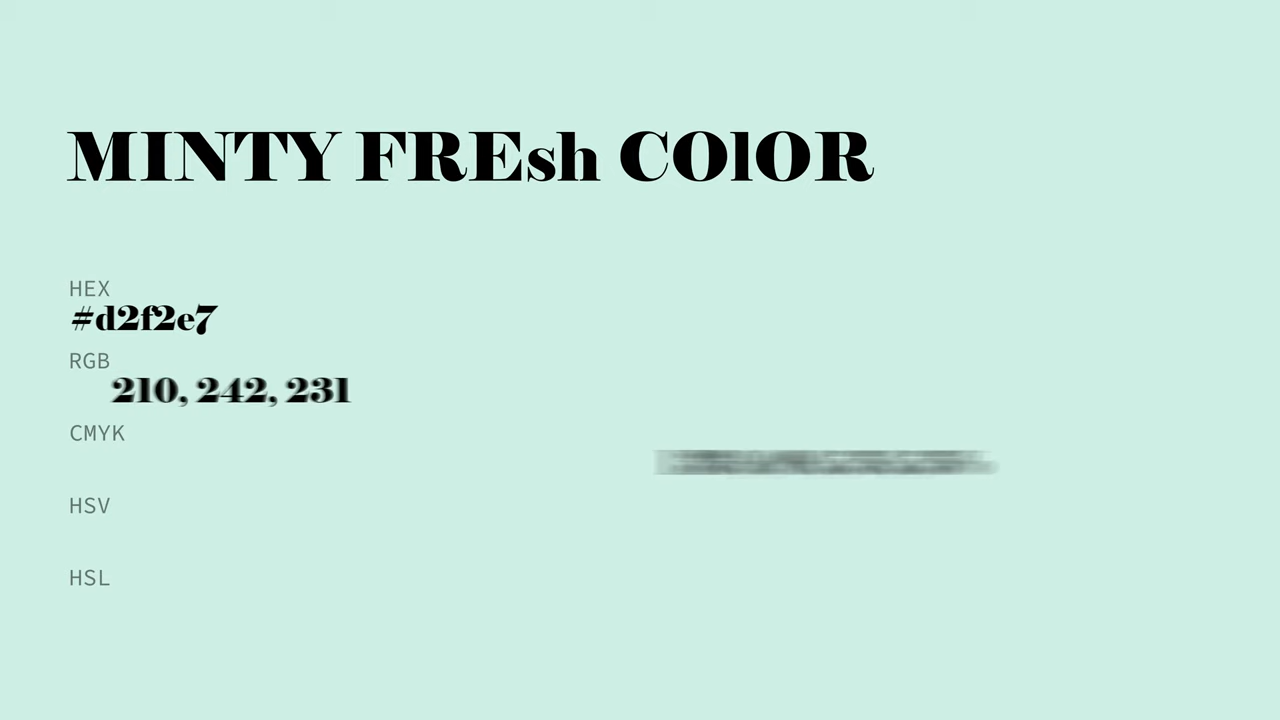 MINTY FREsh COlOR
HEX
#d2f2e7
RGB
210, 242, 231
CMYK
HSV
HSL